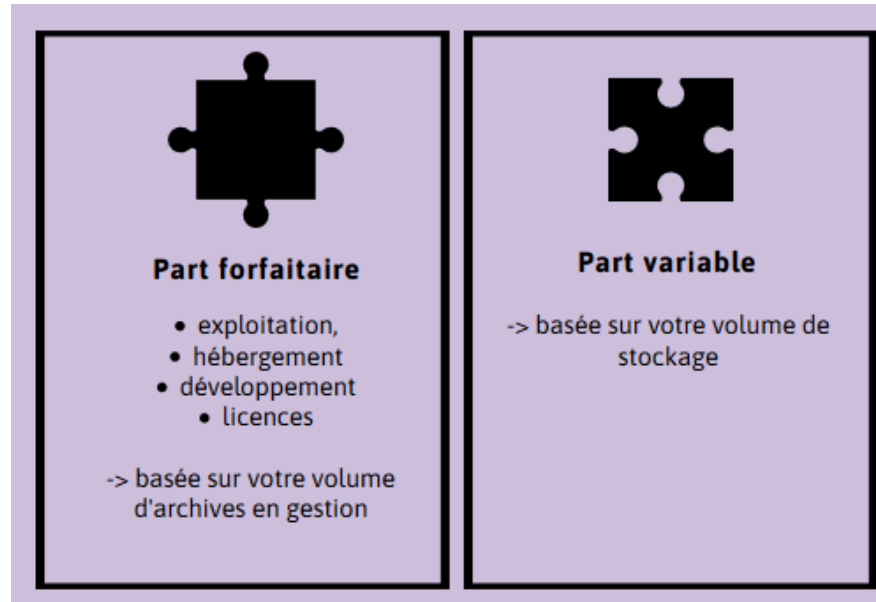 Part forfaitaire
• exploitation,
• hébergement
• développement
• licences
-> basée sur votre volume
d'archives en gestion
Part variable
-> basée sur votre volume de
stockage